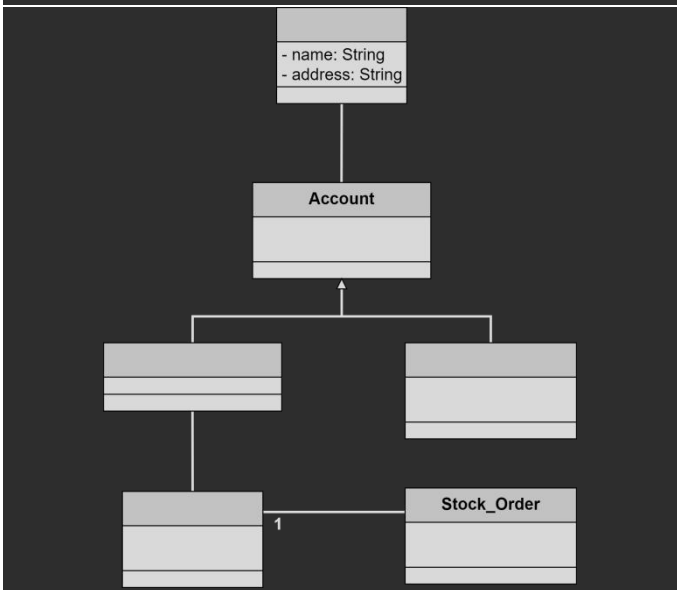 - name: String
- address: String
Account
Stock_Order
1